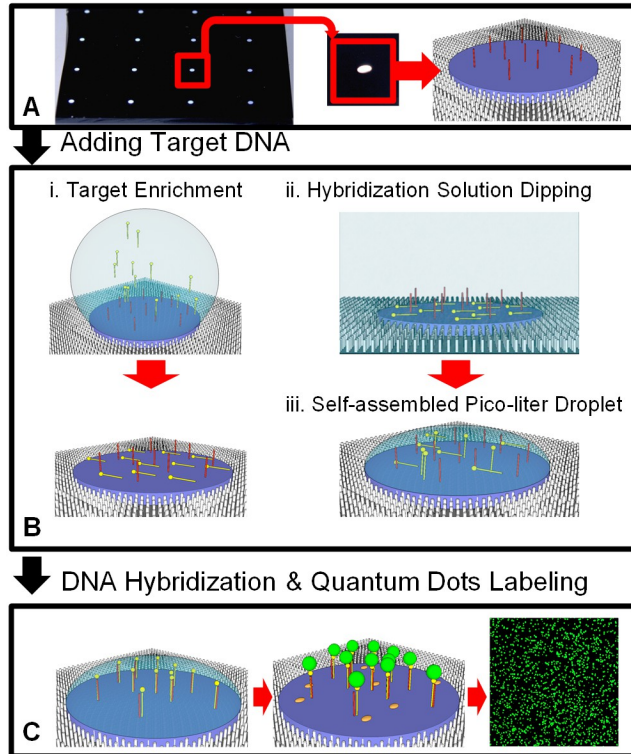 A
Adding Target DNA
i. Target Enrichment
ii. Hybridization Solution Dipping
iii. Self-assembled Pico-liter Droplet
B
DNA Hybridization & Quantum Dots Labeling
C